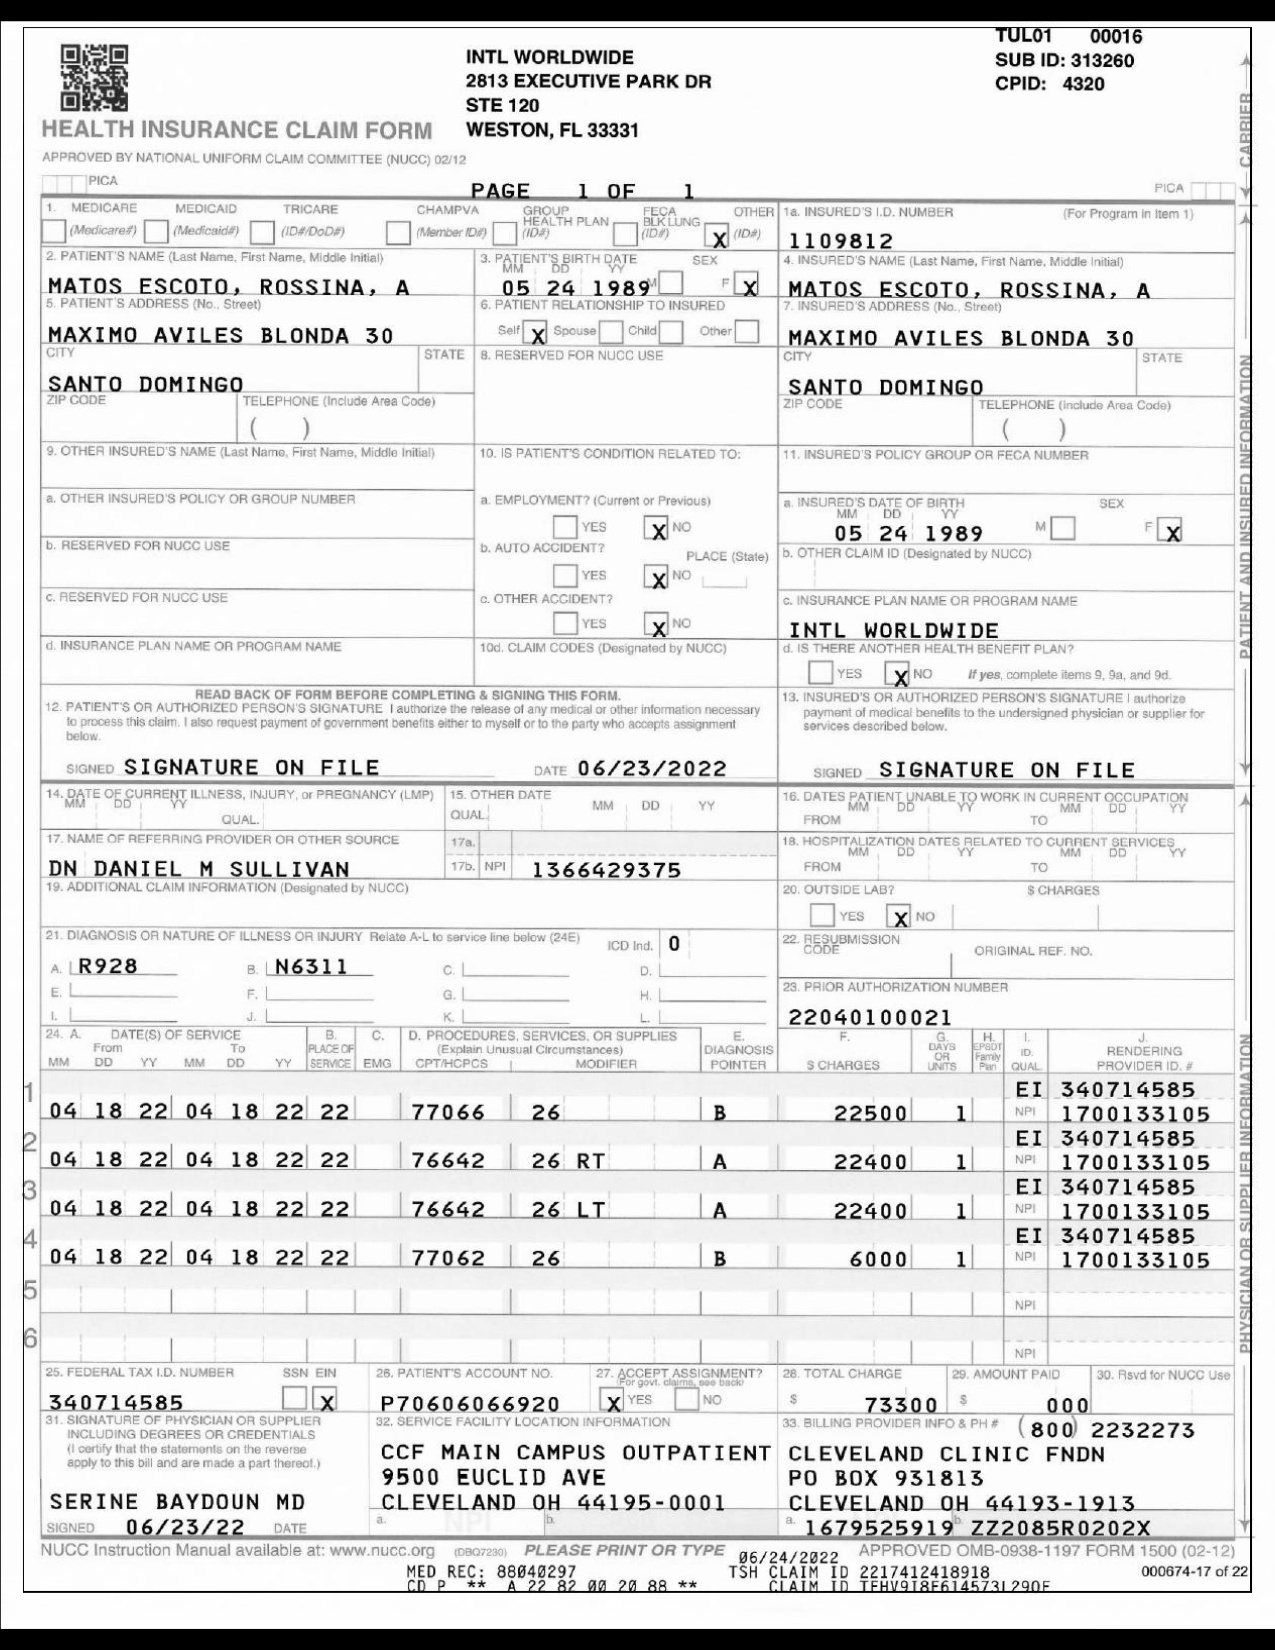 TUL01 00016
INTL WORLDWIDE
SUB ID: 313260
2813 EXECUTIVE PARK DR
CPID: 4320
STE 120
HEALTH INSURANCE CLAIM FORM
WESTON, FL 33331
APPROVED BY NATIONAL UNIFORM CLAIM COMMITTEE (NUCC) 02/12
PICA
PAGE 1 OF 1
PICA
CARRIER
1. MEDICARE MEDICAID TRICARE CHAMPVA GROUP HEALTH PLAN FECA BLK LUNG OTHER
(Medicare#) (Medicaid#) (ID#/DoD#) (Member ID#) (ID#) (ID#) X (ID#)
1a. INSURED'S I.D. NUMBER (For Program in Item 1)
1109812
2. PATIENT'S NAME (Last Name, First Name, Middle Initial)
MATOS ESCOTO, ROSSINA, A
3. PATIENT'S BIRTH DATE SEX
MM DD YY
05 24 1989 M F X
4. INSURED'S NAME (Last Name, First Name, Middle Initial)
MATOS ESCOTO, ROSSINA, A
5. PATIENT'S ADDRESS (No., Street)
MAXIMO AVILES BLONDA 30
6. PATIENT RELATIONSHIP TO INSURED
Self X Spouse Child Other
7. INSURED'S ADDRESS (No., Street)
MAXIMO AVILES BLONDA 30
CITY STATE
SANTO DOMINGO
8. RESERVED FOR NUCC USE
CITY STATE
SANTO DOMINGO
ZIP CODE TELEPHONE (Include Area Code)
( )
ZIP CODE TELEPHONE (Include Area Code)
( )
9. OTHER INSURED'S NAME (Last Name, First Name, Middle Initial)
10. IS PATIENT'S CONDITION RELATED TO:
11. INSURED'S POLICY GROUP OR FECA NUMBER
a. OTHER INSURED'S POLICY OR GROUP NUMBER
a. EMPLOYMENT? (Current or Previous)
YES X NO
a. INSURED'S DATE OF BIRTH SEX
MM DD YY
05 24 1989 M F X
b. RESERVED FOR NUCC USE
b. AUTO ACCIDENT? PLACE (State)
YES X NO
b. OTHER CLAIM ID (Designated by NUCC)
c. RESERVED FOR NUCC USE
c. OTHER ACCIDENT?
YES X NO
c. INSURANCE PLAN NAME OR PROGRAM NAME
INTL WORLDWIDE
d. INSURANCE PLAN NAME OR PROGRAM NAME
10d. CLAIM CODES (Designated by NUCC)
d. IS THERE ANOTHER HEALTH BENEFIT PLAN?
YES X NO If yes, complete items 9, 9a, and 9d.
PATIENT AND INSURED INFORMATION
READ BACK OF FORM BEFORE COMPLETING & SIGNING THIS FORM.
12. PATIENT'S OR AUTHORIZED PERSON'S SIGNATURE I authorize the release of any medical or other information necessary
to process this claim. I also request payment of government benefits either to myself or to the party who accepts assignment
below.
SIGNED SIGNATURE ON FILE DATE 06/23/2022
13. INSURED'S OR AUTHORIZED PERSON'S SIGNATURE I authorize
payment of medical benefits to the undersigned physician or supplier for
services described below.
SIGNED SIGNATURE ON FILE
14. DATE OF CURRENT ILLNESS, INJURY, or PREGNANCY (LMP)
MM DD YY
QUAL.
15. OTHER DATE
QUAL. MM DD YY
16. DATES PATIENT UNABLE TO WORK IN CURRENT OCCUPATION
MM DD YY MM DD YY
FROM TO
17. NAME OF REFERRING PROVIDER OR OTHER SOURCE
DN DANIEL M SULLIVAN
17a.
17b. NPI 1366429375
18. HOSPITALIZATION DATES RELATED TO CURRENT SERVICES
MM DD YY MM DD YY
FROM TO
19. ADDITIONAL CLAIM INFORMATION (Designated by NUCC)
20. OUTSIDE LAB? $ CHARGES
YES X NO
21. DIAGNOSIS OR NATURE OF ILLNESS OR INJURY Relate A-L to service line below (24E) ICD Ind. 0
A. R928 B. N6311 C. D.
E. F. G. H.
I. J. K. L.
22. RESUBMISSION CODE ORIGINAL REF. NO.
23. PRIOR AUTHORIZATION NUMBER
22040100021
24. A. DATE(S) OF SERVICE B. C. D. PROCEDURES, SERVICES, OR SUPPLIES E. F. G. H. I. J.
From To PLACE OF (Explain Unusual Circumstances) DIAGNOSIS DAYS OR UNITS EPSDT Family Plan ID. RENDERING
MM DD YY MM DD YY SERVICE EMG CPT/HCPCS MODIFIER POINTER $ CHARGES QUAL. PROVIDER ID. #
EI 340714585
1 04 18 22 04 18 22 22 77066 26 B 22500 1 NPI 1700133105
EI 340714585
2 04 18 22 04 18 22 22 76642 26 RT A 22400 1 NPI 1700133105
EI 340714585
3 04 18 22 04 18 22 22 76642 26 LT A 22400 1 NPI 1700133105
EI 340714585
4 04 18 22 04 18 22 22 77062 26 B 6000 1 NPI 1700133105
5 NPI
6 NPI
PHYSICIAN OR SUPPLIER INFORMATION
25. FEDERAL TAX I.D. NUMBER SSN EIN
340714585 X
26. PATIENT'S ACCOUNT NO.
P70606066920
27. ACCEPT ASSIGNMENT?
(For govt. claims, see back)
X YES NO
28. TOTAL CHARGE
$ 73300
29. AMOUNT PAID
$ 000
30. Rsvd for NUCC Use
31. SIGNATURE OF PHYSICIAN OR SUPPLIER
INCLUDING DEGREES OR CREDENTIALS
(I certify that the statements on the reverse
apply to this bill and are made a part thereof.)
SERINE BAYDOUN MD
SIGNED 06/23/22 DATE
32. SERVICE FACILITY LOCATION INFORMATION
CCF MAIN CAMPUS OUTPATIENT
9500 EUCLID AVE
CLEVELAND OH 44195-0001
a. NPI b.
33. BILLING PROVIDER INFO & PH # (800) 2232273
CLEVELAND CLINIC FNDN
PO BOX 931813
CLEVELAND OH 44193-1913
a. 1679525919 b. ZZ2085R0202X
NUCC Instruction Manual available at: www.nucc.org (DBQ7230) PLEASE PRINT OR TYPE 06/24/2022 APPROVED OMB-0938-1197 FORM 1500 (02-12)
MED REC: 88040297 TSH CLAIM ID 2217412418918 000674-17 of 22
CD P ** A 22 82 00 20 88 ** CLAIM ID